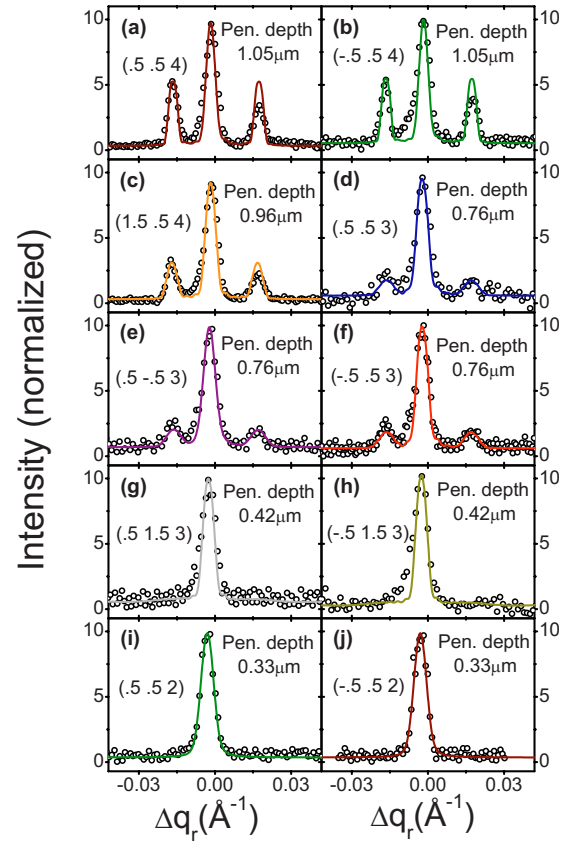 Intensity (normalized)
(a)
(.5 .5 4)
Pen. depth
1.05μm
10
5
0
(b)
(-.5 .5 4)
Pen. depth
1.05μm
10
5
0
(c)
(1.5 .5 4)
Pen. depth
0.96μm
10
5
0
(d)
(.5 .5 3)
Pen. depth
0.76μm
10
5
0
(e)
(.5 -.5 3)
Pen. depth
0.76μm
10
5
0
(f)
(-.5 .5 3)
Pen. depth
0.76μm
10
5
0
(g)
(.5 1.5 3)
Pen. depth
0.42μm
10
5
0
(h)
(-.5 1.5 3)
Pen. depth
0.42μm
10
5
0
(i)
(.5 .5 2)
Pen. depth
0.33μm
10
5
0
(j)
(-.5 .5 2)
Pen. depth
0.33μm
10
5
0
-0.03 0.00 0.03
-0.03 0.00 0.03
Δqr(Å-1)
Δqr(Å-1)